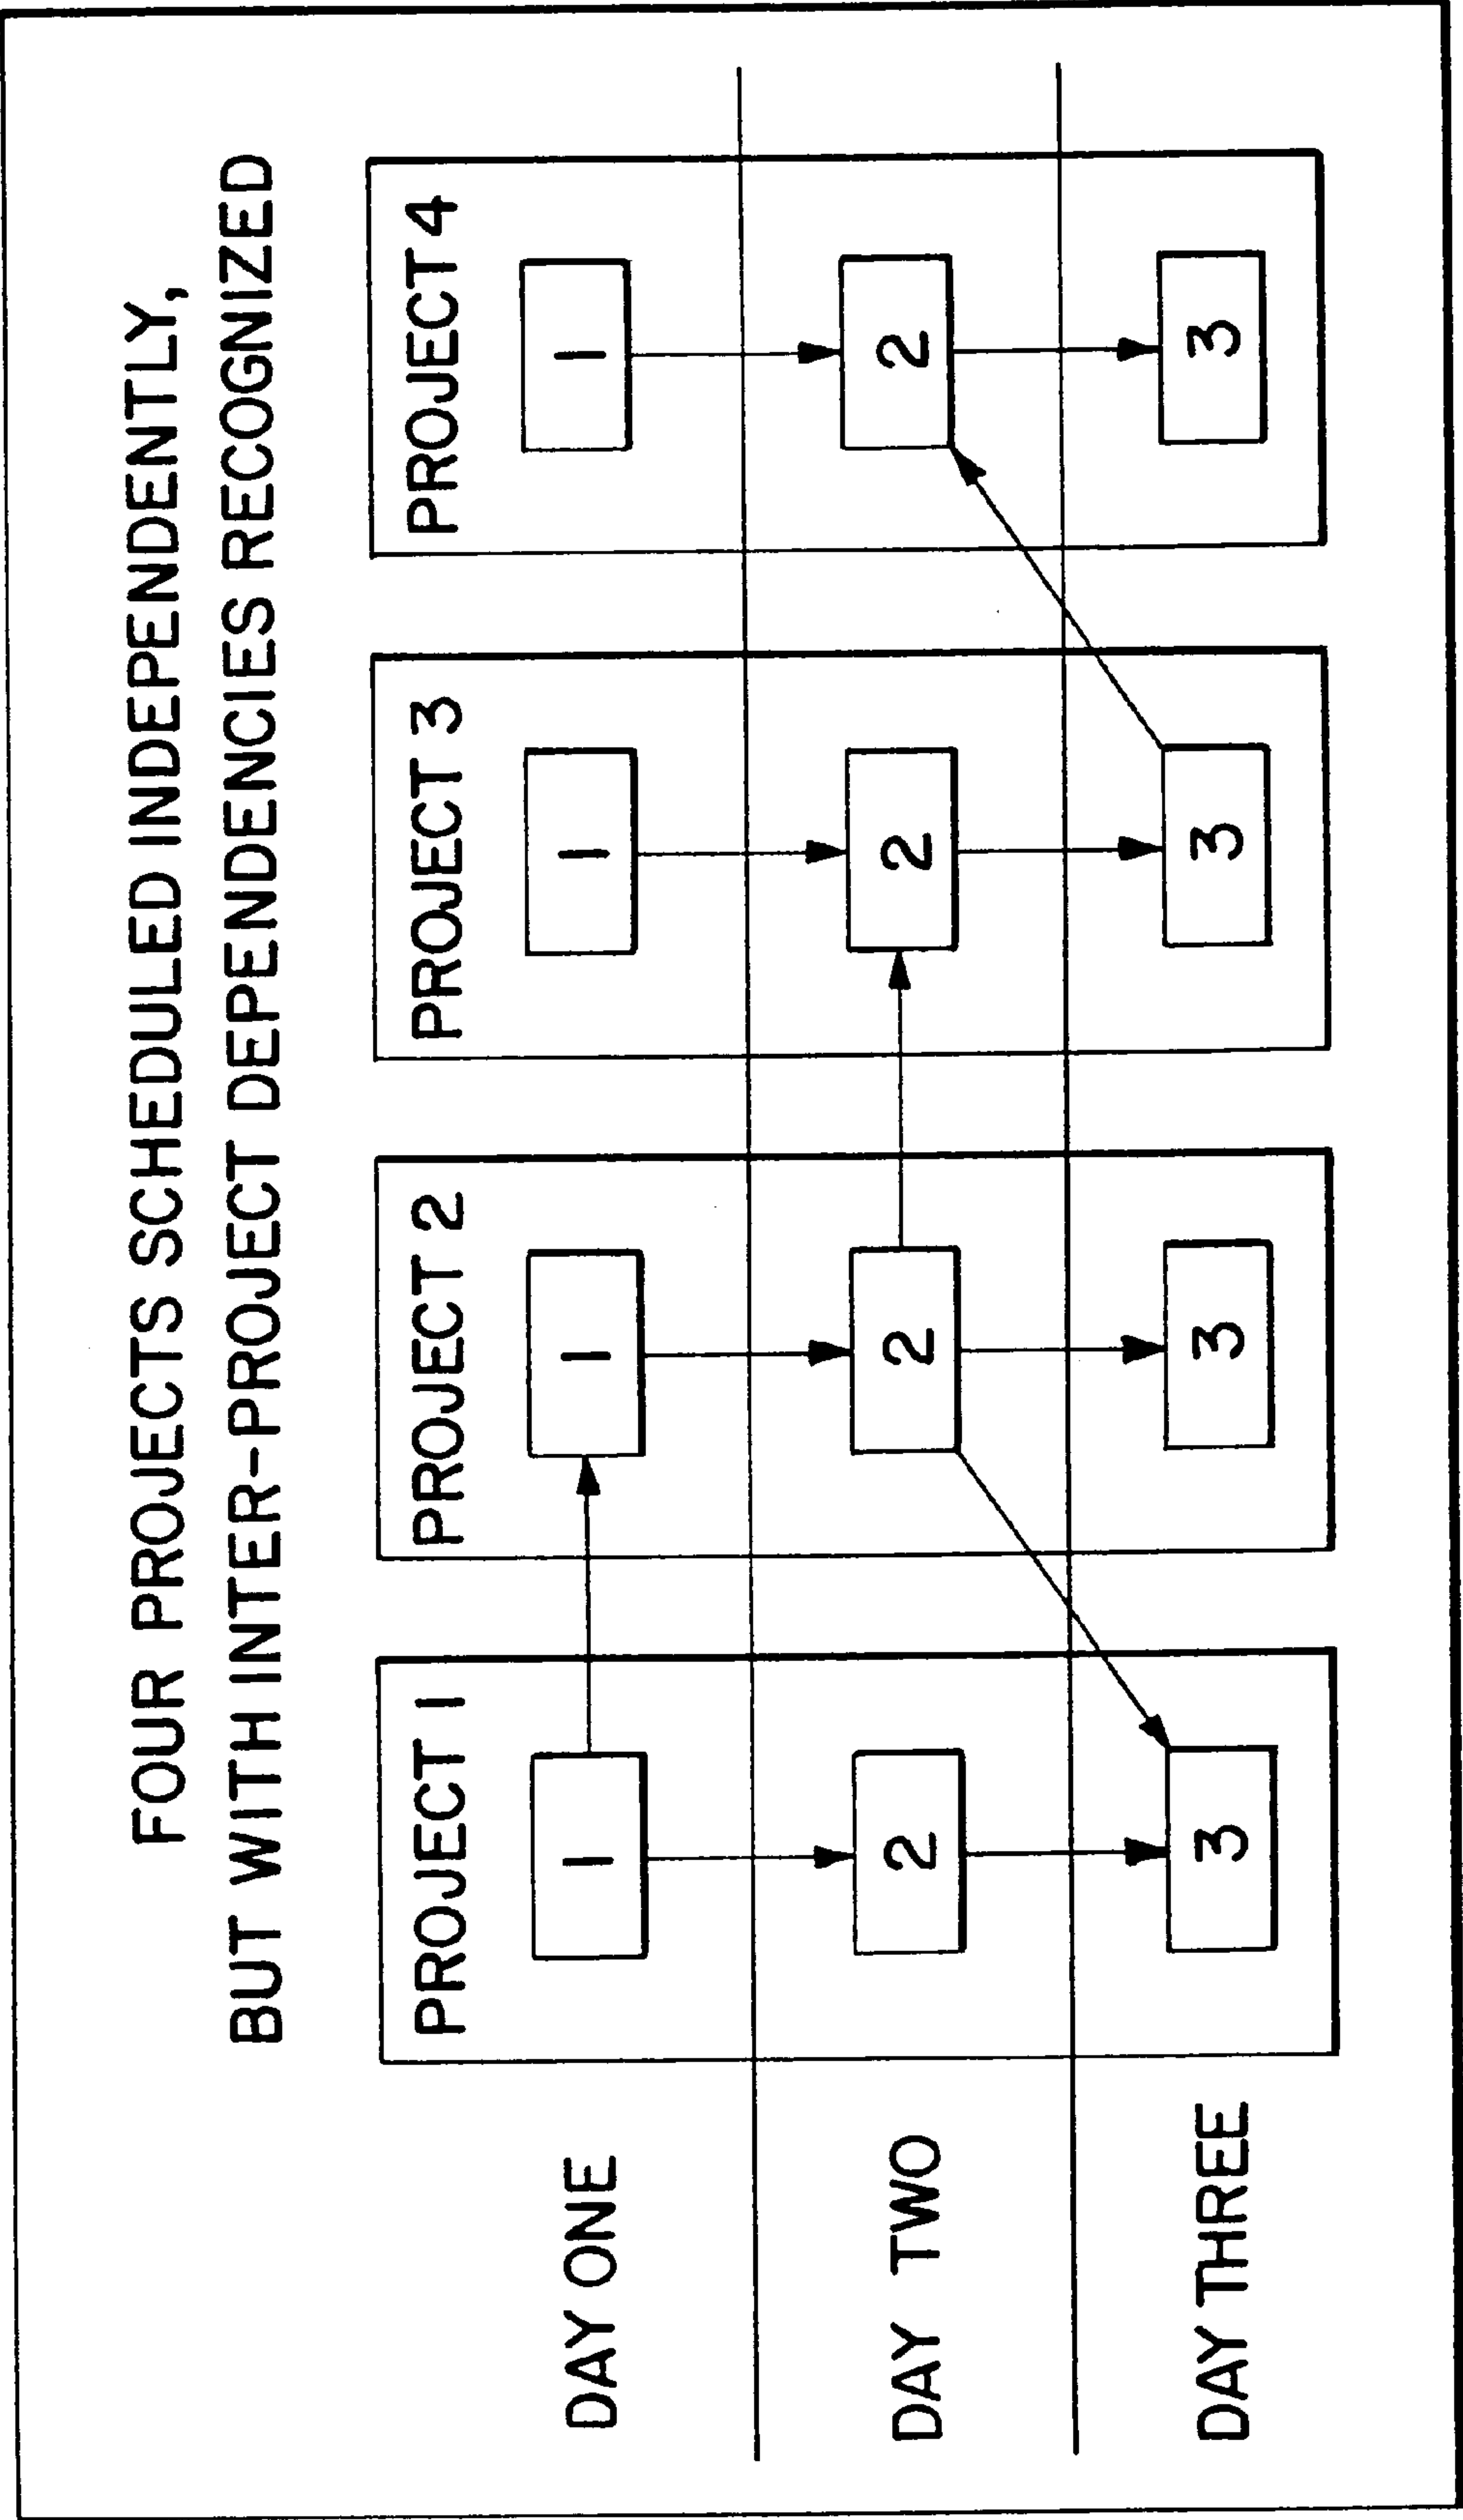 FOUR PROJECTS SCHEDULED INDEPENDENTLY,
BUT WITH INTER-PROJECT DEPENDENCIES RECOGNIZED
PROJECT 1
PROJECT 2
PROJECT 3
PROJECT 4
DAY ONE
1
1
1
1
DAY TWO
2
2
2
2
DAY THREE
3
3
3
3